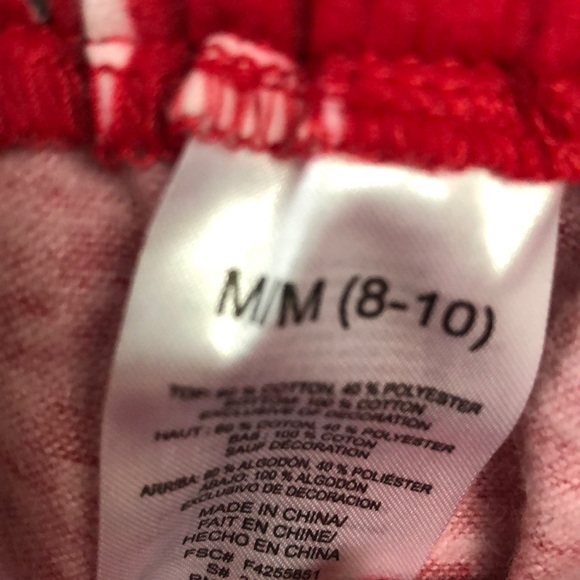 M/M (8-10)
TOP: 60 % COTTON, 40 % POLYESTER
BOTTOM: 100 % COTTON
EXCLUSIVE OF DECORATION
HAUT : 60 % COTON, 40 % POLYESTER
BAS : 100 % COTON
SAUF DÉCORATION
ARRIBA: 60 % ALGODÓN, 40 % POLIÉSTER
ABAJO: 100 % ALGODÓN
EXCLUSIVO DE DECORACIÓN
MADE IN CHINA/
FAIT EN CHINE/
HECHO EN CHINA
FSC# F4255651
S#